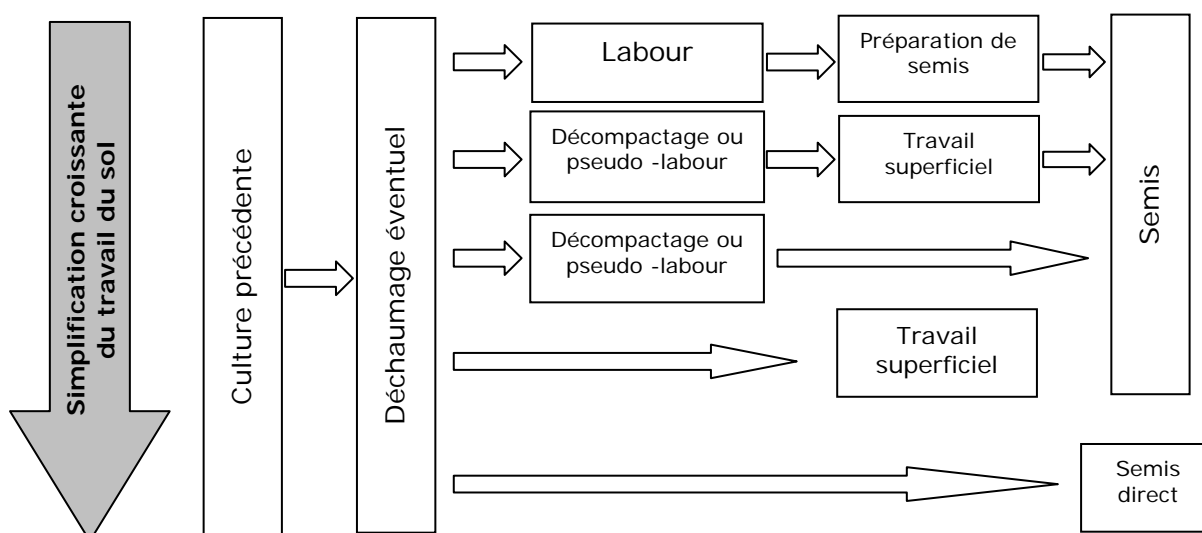 Simplification croissante
du travail du sol
Culture précédente
Déchaumage éventuel
Labour
Préparation de
semis
Décompactage ou
pseudo -labour
Travail
superficiel
Décompactage ou
pseudo -labour
Travail
superficiel
Semis
Semis
direct